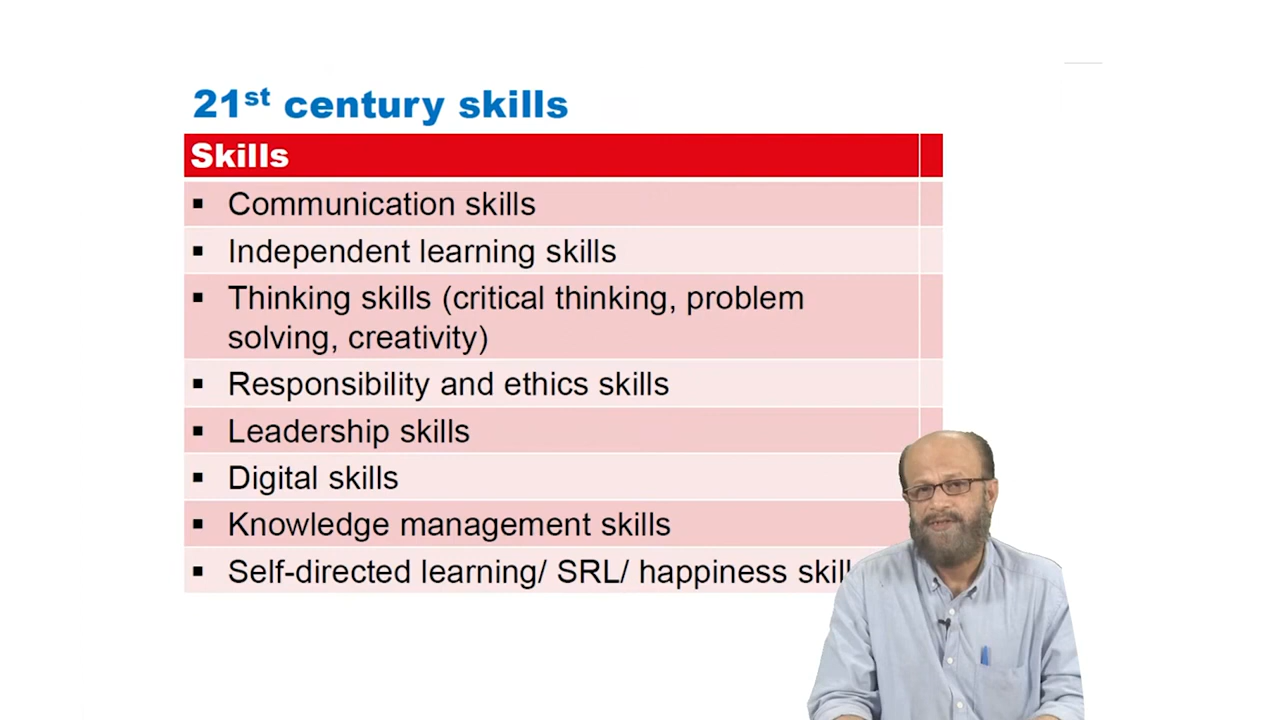 21st century skills
Skills
▪ Communication skills
▪ Independent learning skills
▪ Thinking skills (critical thinking, problem
solving, creativity)
▪ Responsibility and ethics skills
▪ Leadership skills
▪ Digital skills
▪ Knowledge management skills
▪ Self-directed learning/ SRL/ happiness skill